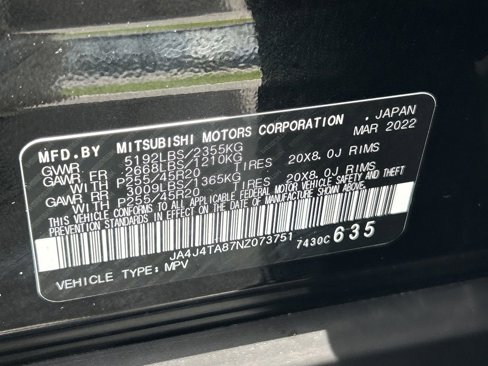 MFD.BY MITSUBISHI MOTORS CORPORATION . JAPAN
GVWR 5192LBS/2355KG MAR 2022
GAWR FR 2668LBS/1210KG
WITH P255/45R20 TIRES 20X8.0J RIMS
GAWR RR 3009LBS/1365KG
WITH P255/45R20 TIRES 20X8.0J RIMS
THIS VEHICLE CONFORMS TO ALL APPLICABLE FEDERAL MOTOR VEHICLE SAFETY AND THEFT
PREVENTION STANDARDS IN EFFECT ON THE DATE OF MANUFACTURE SHOWN ABOVE.
JA4J4TA87NZ073751 7430C 635
VEHICLE TYPE: MPV